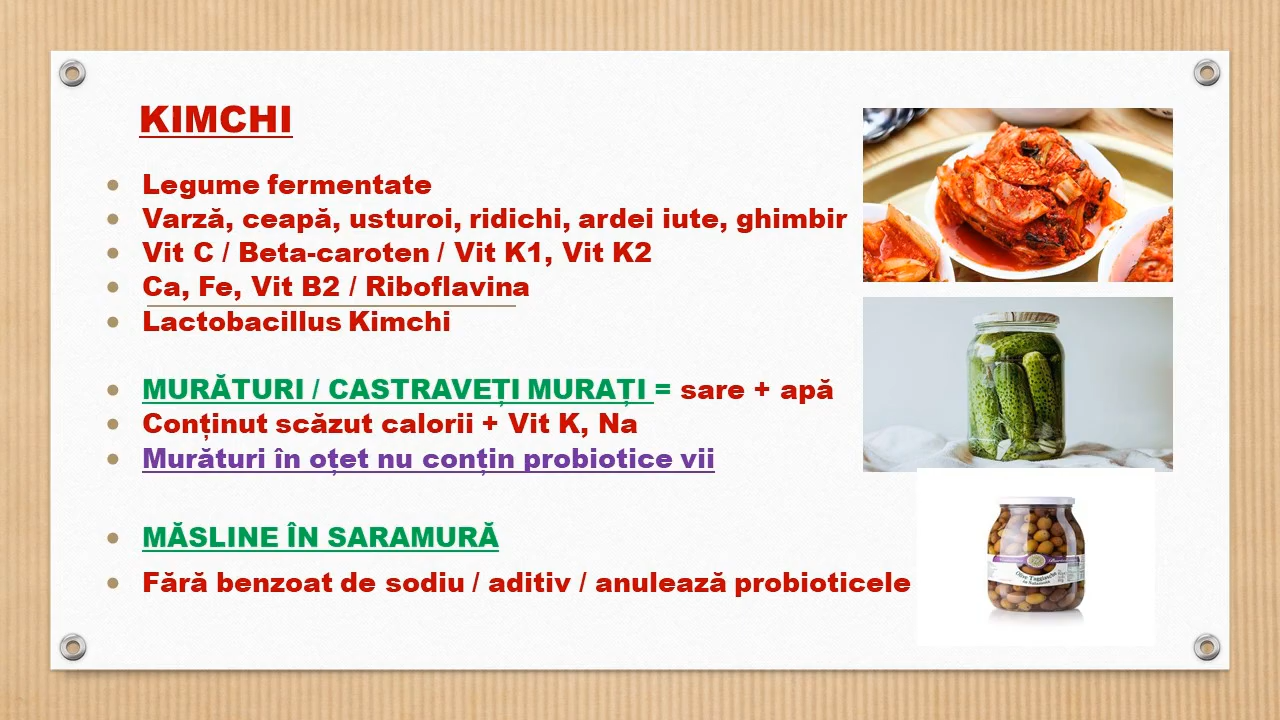 KIMCHI
Legume fermentate
Varză, ceapă, usturoi, ridichi, ardei iute, ghimbir
Vit C / Beta-caroten / Vit K1, Vit K2
Ca, Fe, Vit B2 / Riboflavina
Lactobacillus Kimchi
MURĂTURI / CASTRAVEȚI MURAȚI = sare + apă
Conținut scăzut calorii + Vit K, Na
Murături în oțet nu conțin probiotice vii
MĂSLINE ÎN SARAMURĂ
Fără benzoat de sodiu / aditiv / anulează probioticele
Olive Taggiasche